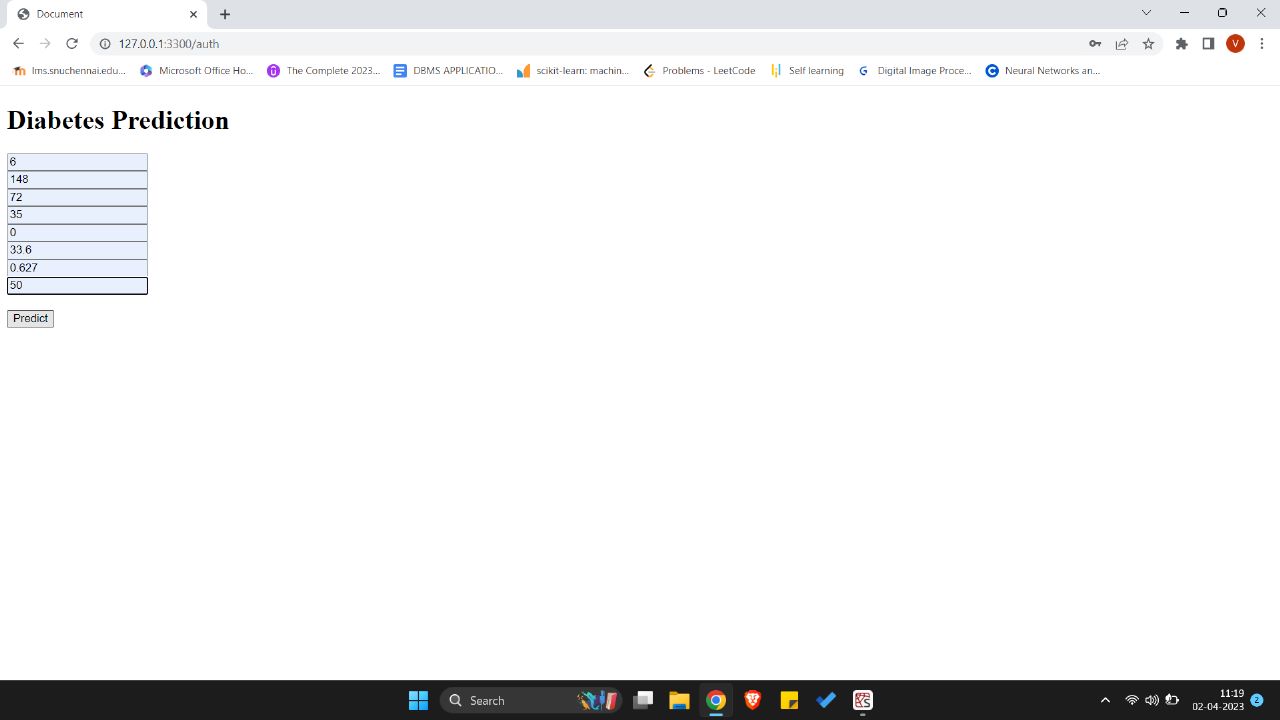 Document
127.0.0.1:3300/auth
V
lms.snuchennai.edu...
Microsoft Office Ho...
The Complete 2023...
DBMS APPLICATIO...
scikit-learn: machin...
Problems - LeetCode
Self learning
Digital Image Proce...
Neural Networks an...
Diabetes Prediction
6
148
72
35
0
33.6
0.627
50
Predict
Search
11:19
02-04-2023
2